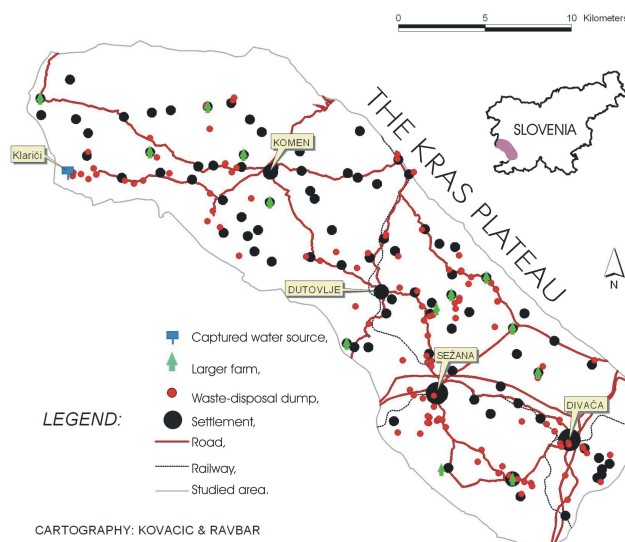 0 5 10 Kilometers
THE KRAS PLATEAU
SLOVENIA
KOMEN
Klariči
N
DUTOVLJE
SEŽANA
DIVAČA
LEGEND:
Captured water source,
Larger farm,
Waste-disposal dump,
Settlement,
Road,
Railway,
Studied area.
CARTOGRAPHY: KOVACIC & RAVBAR